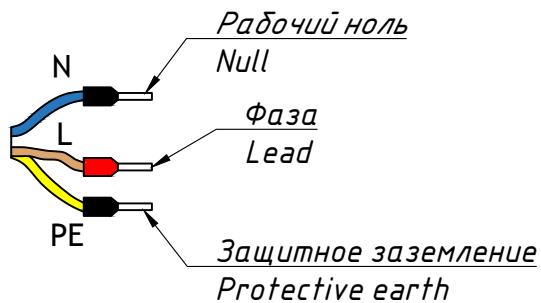 Рабочий ноль
Null
N
L
Фаза
Lead
PE
Защитное заземление
Protective earth